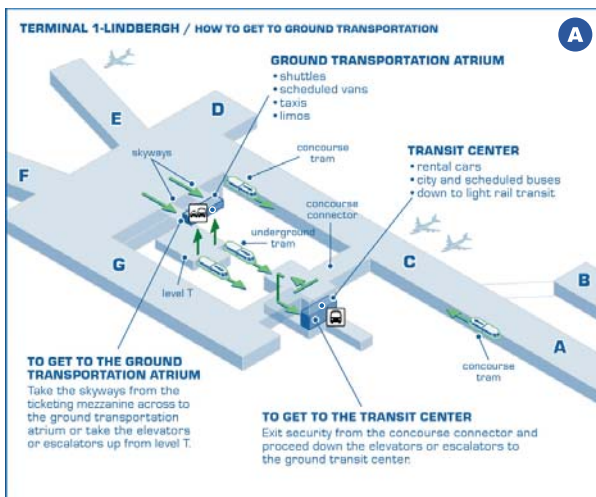 TERMINAL 1-LINDBERGH / HOW TO GET TO GROUND TRANSPORTATION
A
GROUND TRANSPORTATION ATRIUM
• shuttles
• scheduled vans
• taxis
• limos
TRANSIT CENTER
• rental cars
• city and scheduled buses
• down to light rail transit
D
E
F
skyways
concourse
tram
concourse
connector
underground
tram
G
level T
C
B
A
concourse
tram
TO GET TO THE GROUND
TRANSPORTATION ATRIUM
Take the skyways from the
ticketing mezzanine across to
the ground transportation
atrium or take the elevators
or escalators up from level T.
TO GET TO THE TRANSIT CENTER
Exit security from the concourse connector and
proceed down the elevators or escalators to
the ground transit center.